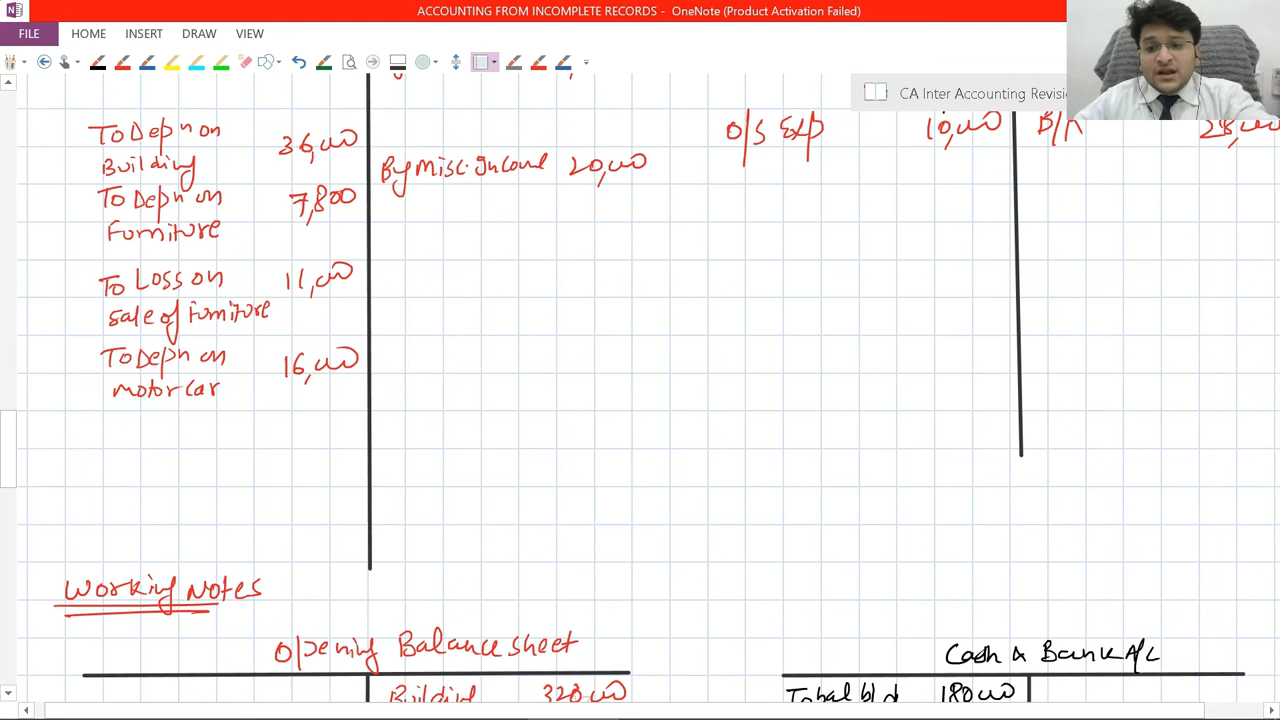 ACCOUNTING FROM INCOMPLETE RECORDS - OneNote (Product Activation Failed)
FILE HOME INSERT DRAW VIEW
CA Inter Accounting Revisi
To Depn on
Building 36,000
To Depn on
Furniture 7,800
To Loss on
sale of Furniture 11,000
To Depn on
motor car 16,000
By Misc. Income 20,000
O/S Exp 10,000
B/R
Working Notes
Opening Balance sheet
Building 320,000
Cash & Bank A/c
To bal b/d 180,000